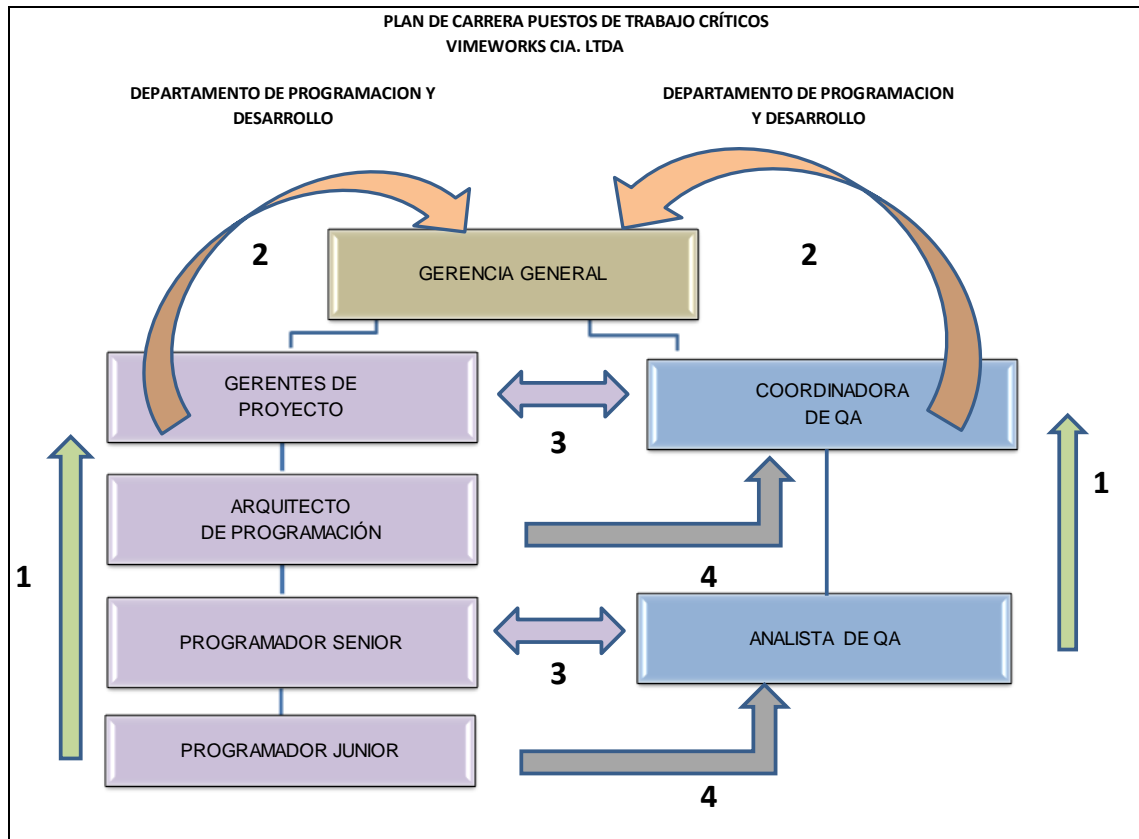 PLAN DE CARRERA PUESTOS DE TRABAJO CRÍTICOS
VIMEWORKS CIA. LTDA
DEPARTAMENTO DE PROGRAMACION Y
DESARROLLO
DEPARTAMENTO DE PROGRAMACION
Y DESARROLLO
2
2
GERENCIA GENERAL
GERENTES DE
PROYECTO
3
COORDINADORA
DE QA
1
ARQUITECTO
DE PROGRAMACIÓN
4
1
PROGRAMADOR SENIOR
3
ANALISTA DE QA
PROGRAMADOR JUNIOR
4